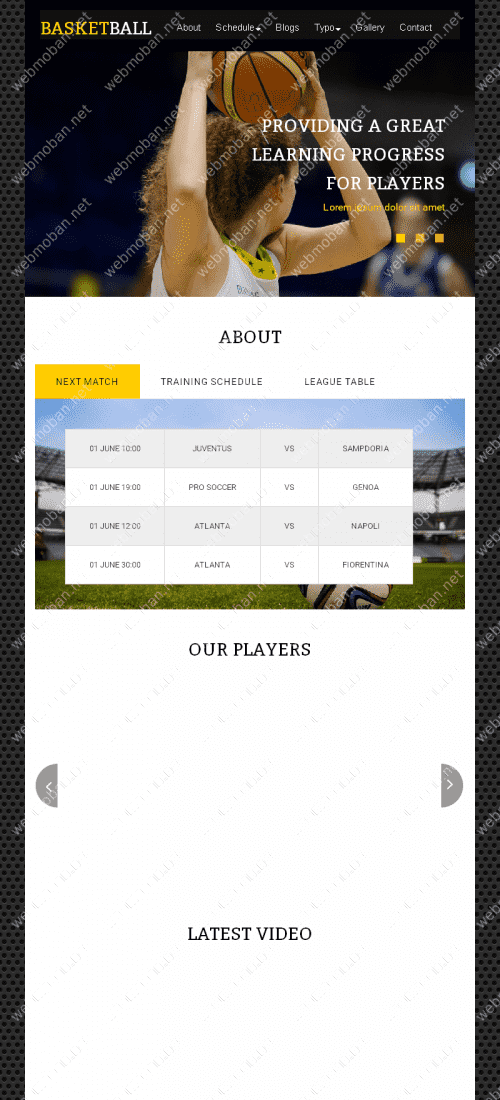 BASKETBALL
About Schedule Blogs Typo Gallery Contact
PROVIDING A GREAT
LEARNING PROGRESS
FOR PLAYERS
Lorem ipsum dolor sit amet
ABOUT
NEXT MATCH TRAINING SCHEDULE LEAGUE TABLE
01 JUNE 10:00 JUVENTUS VS SAMPDORIA
01 JUNE 19:00 PRO SOCCER VS GENOA
01 JUNE 12:00 ATLANTA VS NAPOLI
01 JUNE 30:00 ATLANTA VS FIORENTINA
OUR PLAYERS
LATEST VIDEO
webmoban.net